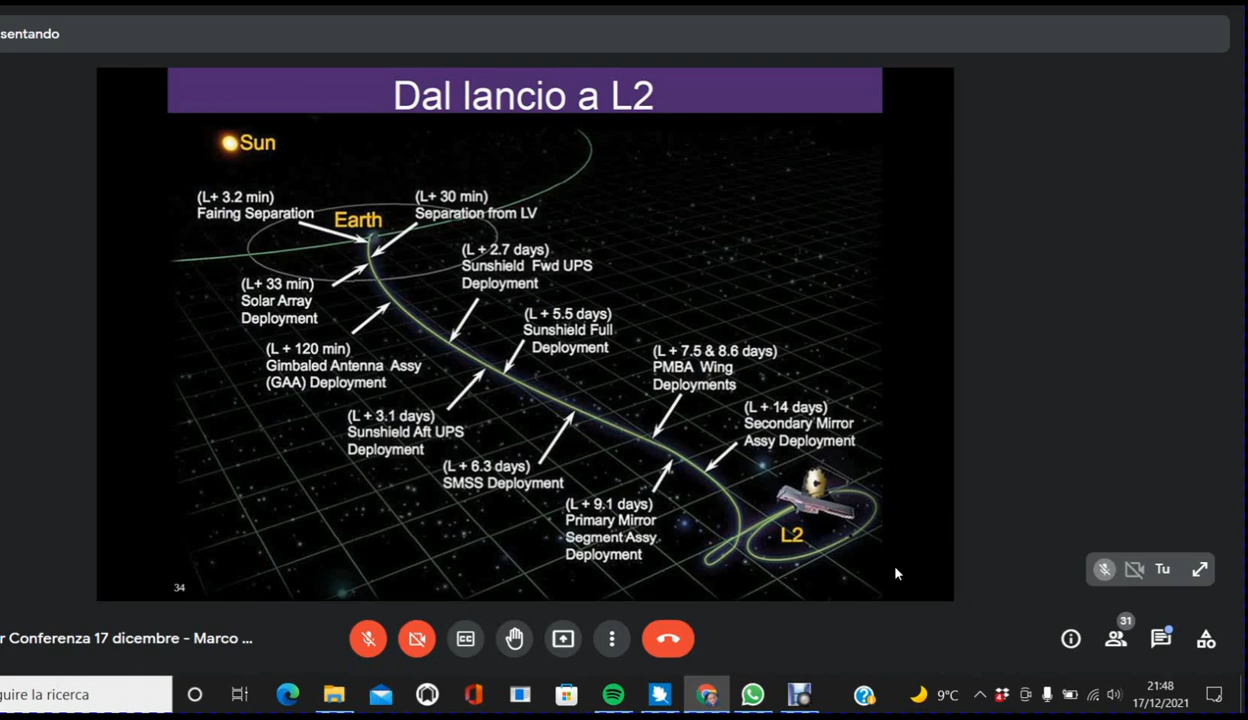 sentando
Dal lancio a L2
Sun
(L+ 3.2 min)
Fairing Separation
Earth
(L+ 30 min)
Separation from LV
(L + 2.7 days)
Sunshield Fwd UPS
Deployment
(L+ 33 min)
Solar Array
Deployment
(L + 5.5 days)
Sunshield Full
Deployment
(L + 120 min)
Gimbaled Antenna Assy
(GAA) Deployment
(L + 7.5 & 8.6 days)
PMBA Wing
Deployments
(L + 3.1 days)
Sunshield Aft UPS
Deployment
(L + 14 days)
Secondary Mirror
Assy Deployment
(L + 6.3 days)
SMSS Deployment
(L + 9.1 days)
Primary Mirror
Segment Assy
Deployment
L2
34
Tu
r Conferenza 17 dicembre - Marco ...
31
guire la ricerca
9°C
21:48
17/12/2021